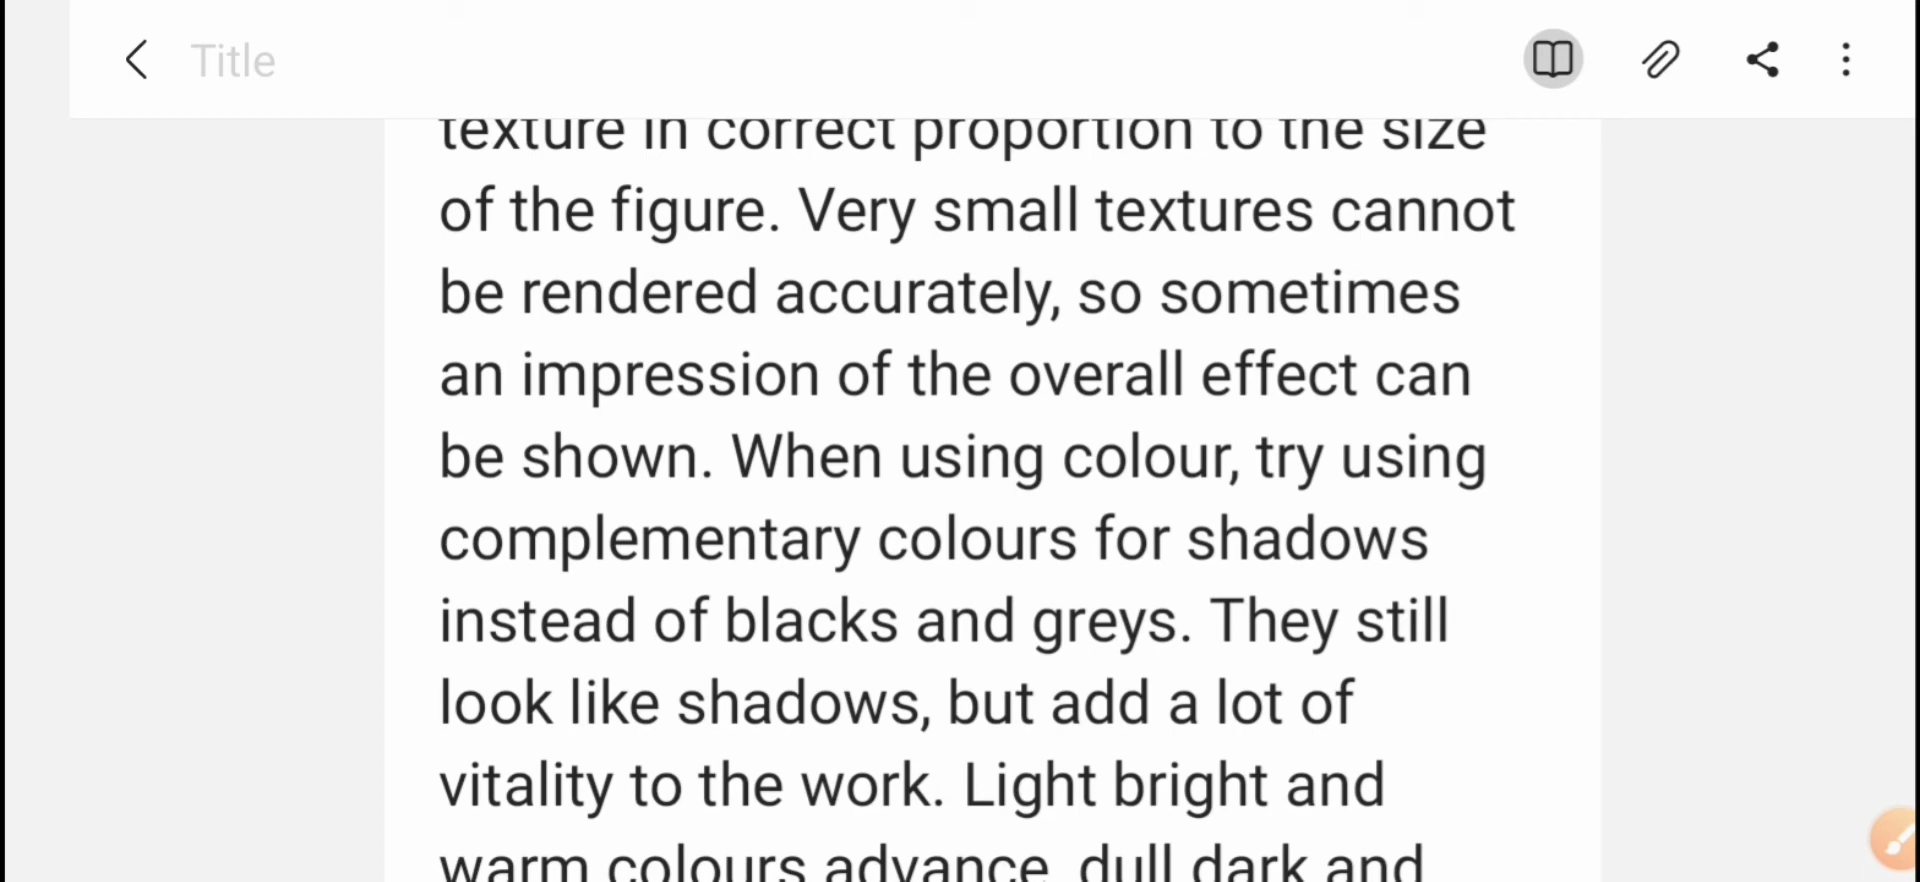 Title
texture in correct proportion to the size
of the figure. Very small textures cannot
be rendered accurately, so sometimes
an impression of the overall effect can
be shown. When using colour, try using
complementary colours for shadows
instead of blacks and greys. They still
look like shadows, but add a lot of
vitality to the work. Light bright and
warm colours advance, dull dark and